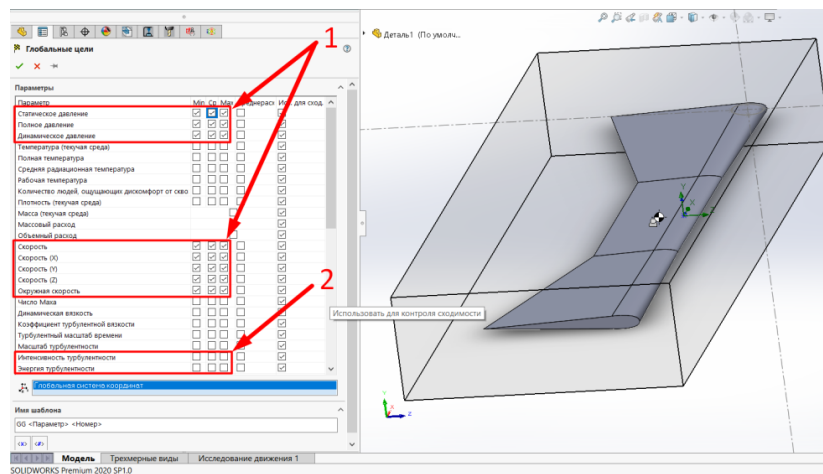 Деталь1 (По умолч...
1
Глобальные цели
Параметры
Параметр Min Ср. Мах Исп. для сход.
Статическое давление
Полное давление
Динамическое давление
Температура (текучая среда)
Полная температура
Средняя радиационная температура
Рабочая температура
Количество людей, ощущающих дискомфорт от скво
Плотность (текучая среда)
Масса (текучая среда)
Массовый расход
Объемный расход
Скорость
Скорость (X)
Скорость (Y)
Скорость (Z)
Окружная скорость
2
Число Маха
Динамическая вязкость
Использовать для контроля сходимости
Коэффициент турбулентной вязкости
Турбулентный масштаб времени
Масштаб турбулентности
Интенсивность турбулентности
Энергия турбулентности
Глобальная система координат
Имя шаблона
GG <Параметр> <Номер>
Y
X
Y
X
Z
Модель Трехмерные виды Исследование движения 1
SOLIDWORKS Premium 2020 SP1.0